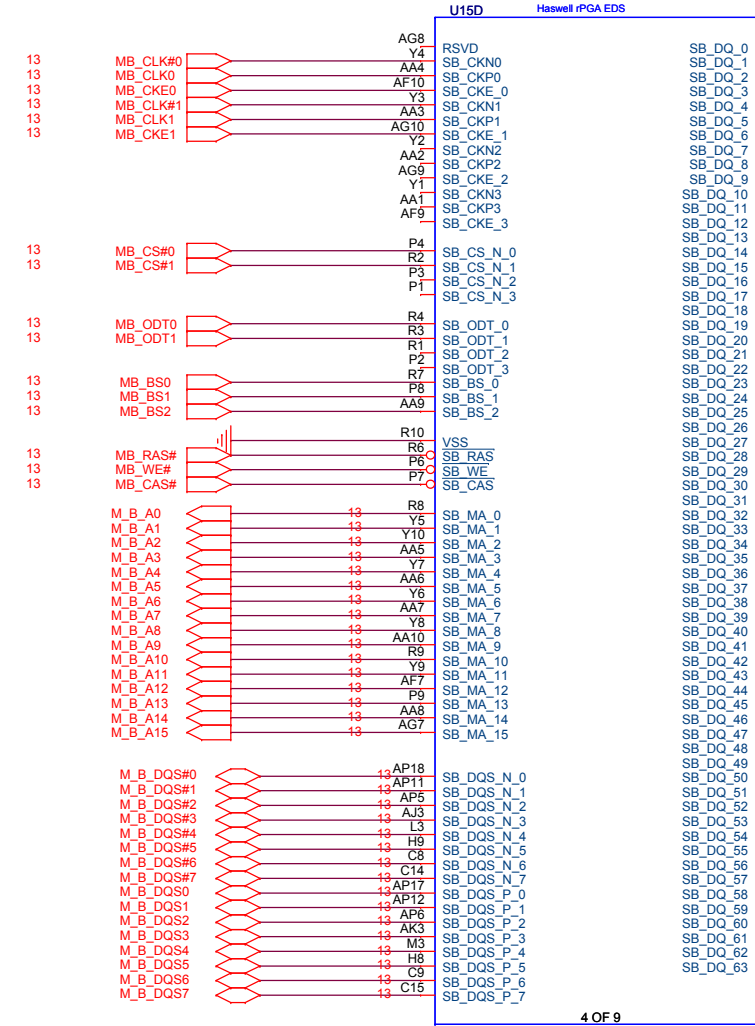 U15D Haswell rPGA EDS
AG8 RSVD SB_DQ_0
13 MB_CLK#0 Y4 SB_CKN0 SB_DQ_1
13 MB_CLK0 AA4 SB_CKP0 SB_DQ_2
13 MB_CKE0 AF10 SB_CKE_0 SB_DQ_3
13 MB_CLK#1 Y3 SB_CKN1 SB_DQ_4
13 MB_CLK1 AA3 SB_CKP1 SB_DQ_5
13 MB_CKE1 AG10 SB_CKE_1 SB_DQ_6
Y2 SB_CKN2 SB_DQ_7
AA2 SB_CKP2 SB_DQ_8
AG9 SB_CKE_2 SB_DQ_9
Y1 SB_CKN3 SB_DQ_10
AA1 SB_CKP3 SB_DQ_11
AF9 SB_CKE_3 SB_DQ_12
SB_DQ_13
13 MB_CS#0 P4 SB_CS_N_0 SB_DQ_14
13 MB_CS#1 R2 SB_CS_N_1 SB_DQ_15
P3 SB_CS_N_2 SB_DQ_16
P1 SB_CS_N_3 SB_DQ_17
SB_DQ_18
13 MB_ODT0 R4 SB_ODT_0 SB_DQ_19
13 MB_ODT1 R3 SB_ODT_1 SB_DQ_20
R1 SB_ODT_2 SB_DQ_21
P2 SB_ODT_3 SB_DQ_22
13 MB_BS0 R7 SB_BS_0 SB_DQ_23
13 MB_BS1 P8 SB_BS_1 SB_DQ_24
13 MB_BS2 AA9 SB_BS_2 SB_DQ_25
SB_DQ_26
R10 VSS SB_DQ_27
13 MB_RAS# R6 SB_RAS SB_DQ_28
13 MB_WE# P6 SB_WE SB_DQ_29
13 MB_CAS# P7 SB_CAS SB_DQ_30
SB_DQ_31
M_B_A0 13 R8 SB_MA_0 SB_DQ_32
M_B_A1 13 Y5 SB_MA_1 SB_DQ_33
M_B_A2 13 Y10 SB_MA_2 SB_DQ_34
M_B_A3 13 AA5 SB_MA_3 SB_DQ_35
M_B_A4 13 Y7 SB_MA_4 SB_DQ_36
M_B_A5 13 AA6 SB_MA_5 SB_DQ_37
M_B_A6 13 Y6 SB_MA_6 SB_DQ_38
M_B_A7 13 AA7 SB_MA_7 SB_DQ_39
M_B_A8 13 Y8 SB_MA_8 SB_DQ_40
M_B_A9 13 AA10 SB_MA_9 SB_DQ_41
M_B_A10 13 R9 SB_MA_10 SB_DQ_42
M_B_A11 13 Y9 SB_MA_11 SB_DQ_43
M_B_A12 13 AF7 SB_MA_12 SB_DQ_44
M_B_A13 13 P9 SB_MA_13 SB_DQ_45
M_B_A14 13 AA8 SB_MA_14 SB_DQ_46
M_B_A15 13 AG7 SB_MA_15 SB_DQ_47
SB_DQ_48
SB_DQ_49
M_B_DQS#0 13 AP18 SB_DQS_N_0 SB_DQ_50
M_B_DQS#1 13 AP11 SB_DQS_N_1 SB_DQ_51
M_B_DQS#2 13 AP5 SB_DQS_N_2 SB_DQ_52
M_B_DQS#3 13 AJ3 SB_DQS_N_3 SB_DQ_53
M_B_DQS#4 13 L3 SB_DQS_N_4 SB_DQ_54
M_B_DQS#5 13 H9 SB_DQS_N_5 SB_DQ_55
M_B_DQS#6 13 C8 SB_DQS_N_6 SB_DQ_56
M_B_DQS#7 13 C14 SB_DQS_N_7 SB_DQ_57
M_B_DQS0 13 AP17 SB_DQS_P_0 SB_DQ_58
M_B_DQS1 13 AP12 SB_DQS_P_1 SB_DQ_59
M_B_DQS2 13 AP6 SB_DQS_P_2 SB_DQ_60
M_B_DQS3 13 AK3 SB_DQS_P_3 SB_DQ_61
M_B_DQS4 13 M3 SB_DQS_P_4 SB_DQ_62
M_B_DQS5 13 H8 SB_DQS_P_5 SB_DQ_63
M_B_DQS6 13 C9 SB_DQS_P_6
M_B_DQS7 13 C15 SB_DQS_P_7
4 OF 9